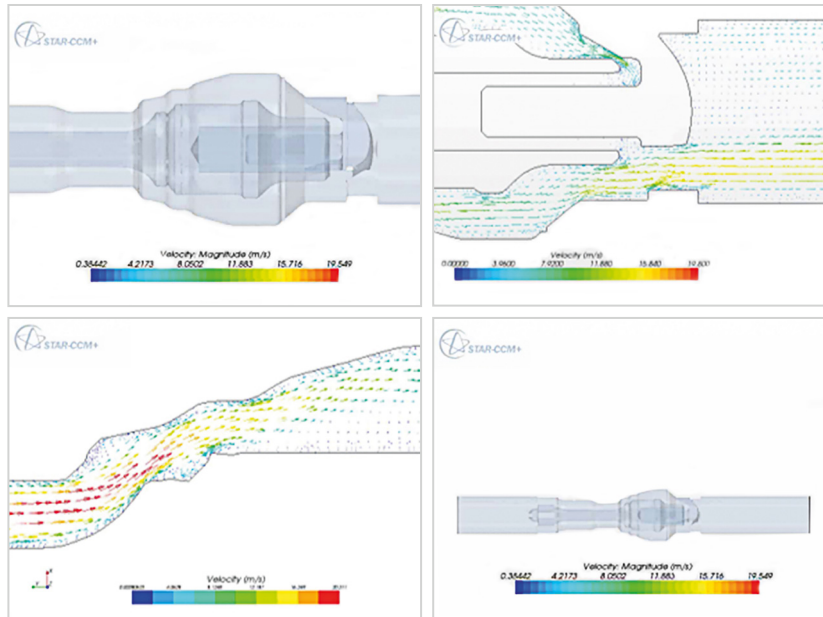 STAR-CCM+
Velocity: Magnitude (m/s)
0.38442 4.2173 8.0502 11.883 15.716 19.549
STAR-CCM+
Velocity (m/s)
0.00000 3.9600 7.9200 11.880 15.840 19.800
STAR-CCM+
Velocity (m/s)
STAR-CCM+
Velocity: Magnitude (m/s)
0.38442 4.2173 8.0502 11.883 15.716 19.549